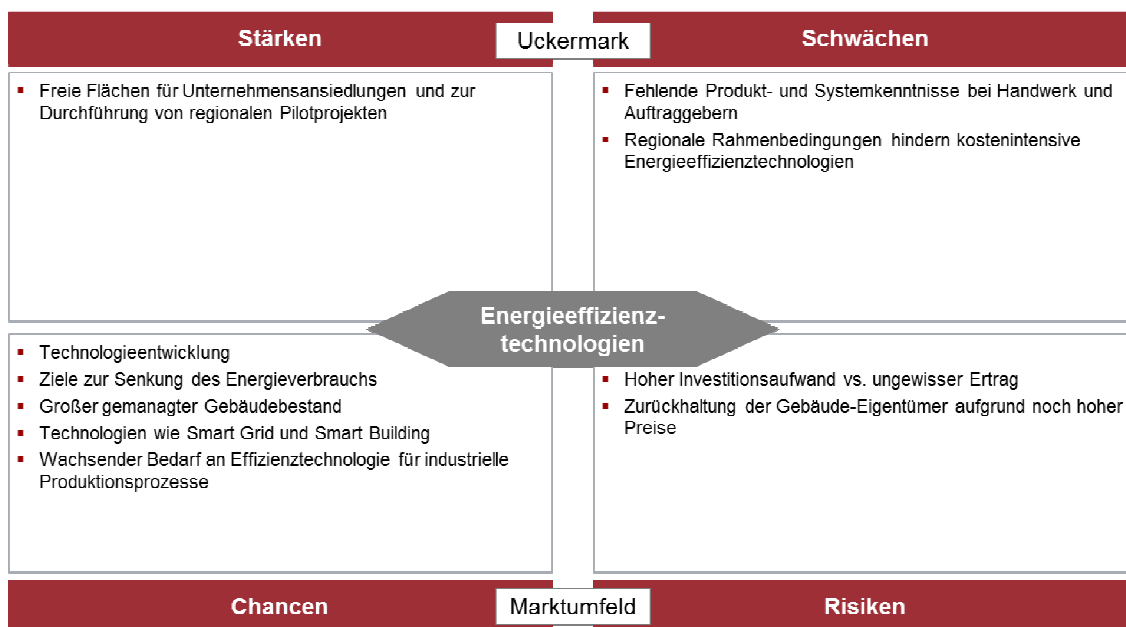 Stärken
Uckermark
Schwächen
Freie Flächen für Unternehmensansiedlungen und zur
Durchführung von regionalen Pilotprojekten
Fehlende Produkt- und Systemkenntnisse bei Handwerk und
Auftraggebern
Regionale Rahmenbedingungen hindern kostenintensive
Energieeffizienztechnologien
Energieeffizienz-
technologien
Technologieentwicklung
Ziele zur Senkung des Energieverbrauchs
Großer gemanagter Gebäudebestand
Technologien wie Smart Grid und Smart Building
Wachsender Bedarf an Effizienztechnologie für industrielle
Produktionsprozesse
Hoher Investitionsaufwand vs. ungewisser Ertrag
Zurückhaltung der Gebäude-Eigentümer aufgrund noch hoher
Preise
Chancen
Marktumfeld
Risiken